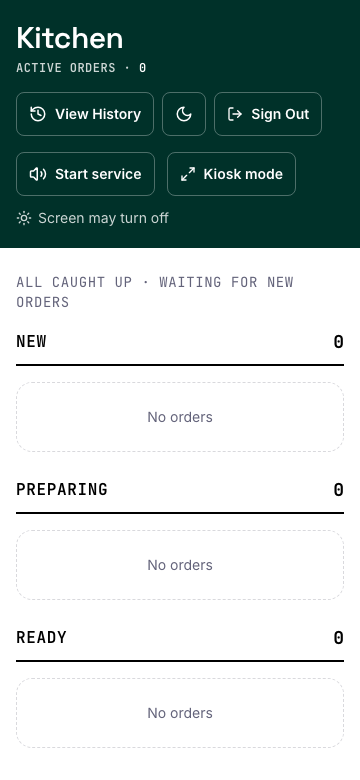 Kitchen
ACTIVE ORDERS · 0
View History
Sign Out
Start service
Kiosk mode
Screen may turn off
ALL CAUGHT UP · WAITING FOR NEW
ORDERS
NEW 0
No orders
PREPARING 0
No orders
READY 0
No orders